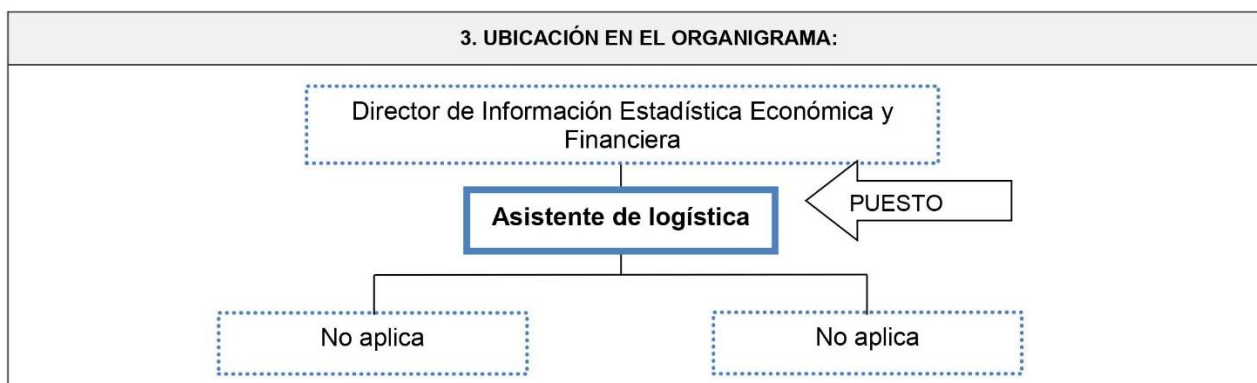 3. UBICACIÓN EN EL ORGANIGRAMA:
Director de Información Estadística Económica y
Financiera
Asistente de logística
PUESTO
No aplica
No aplica